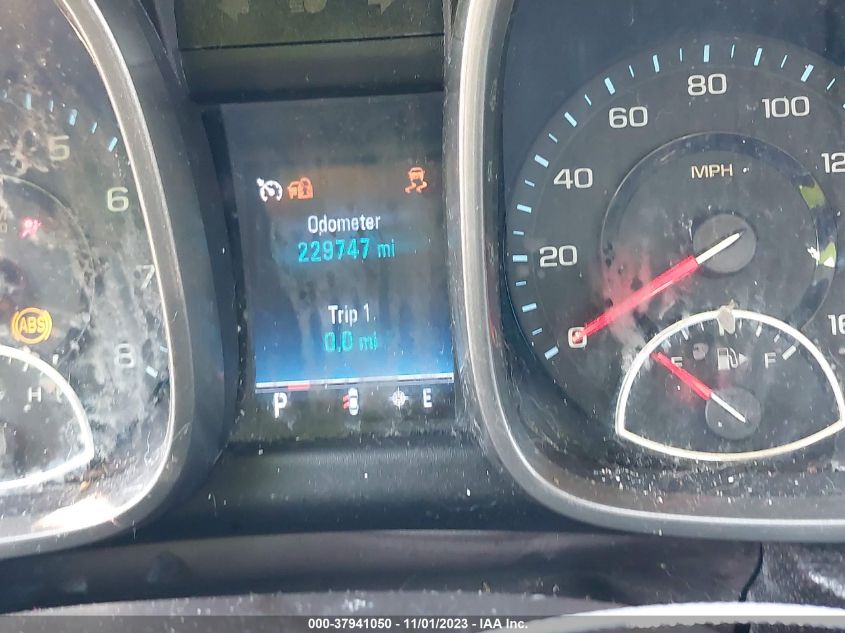 80
60
100
MPH
5
40
6
Odometer
229747 mi
20
7
Trip 1
0.0 mi
ABS
0
8
F
H
P
E
000-37941050 - 11/01/2023 - IAA Inc.